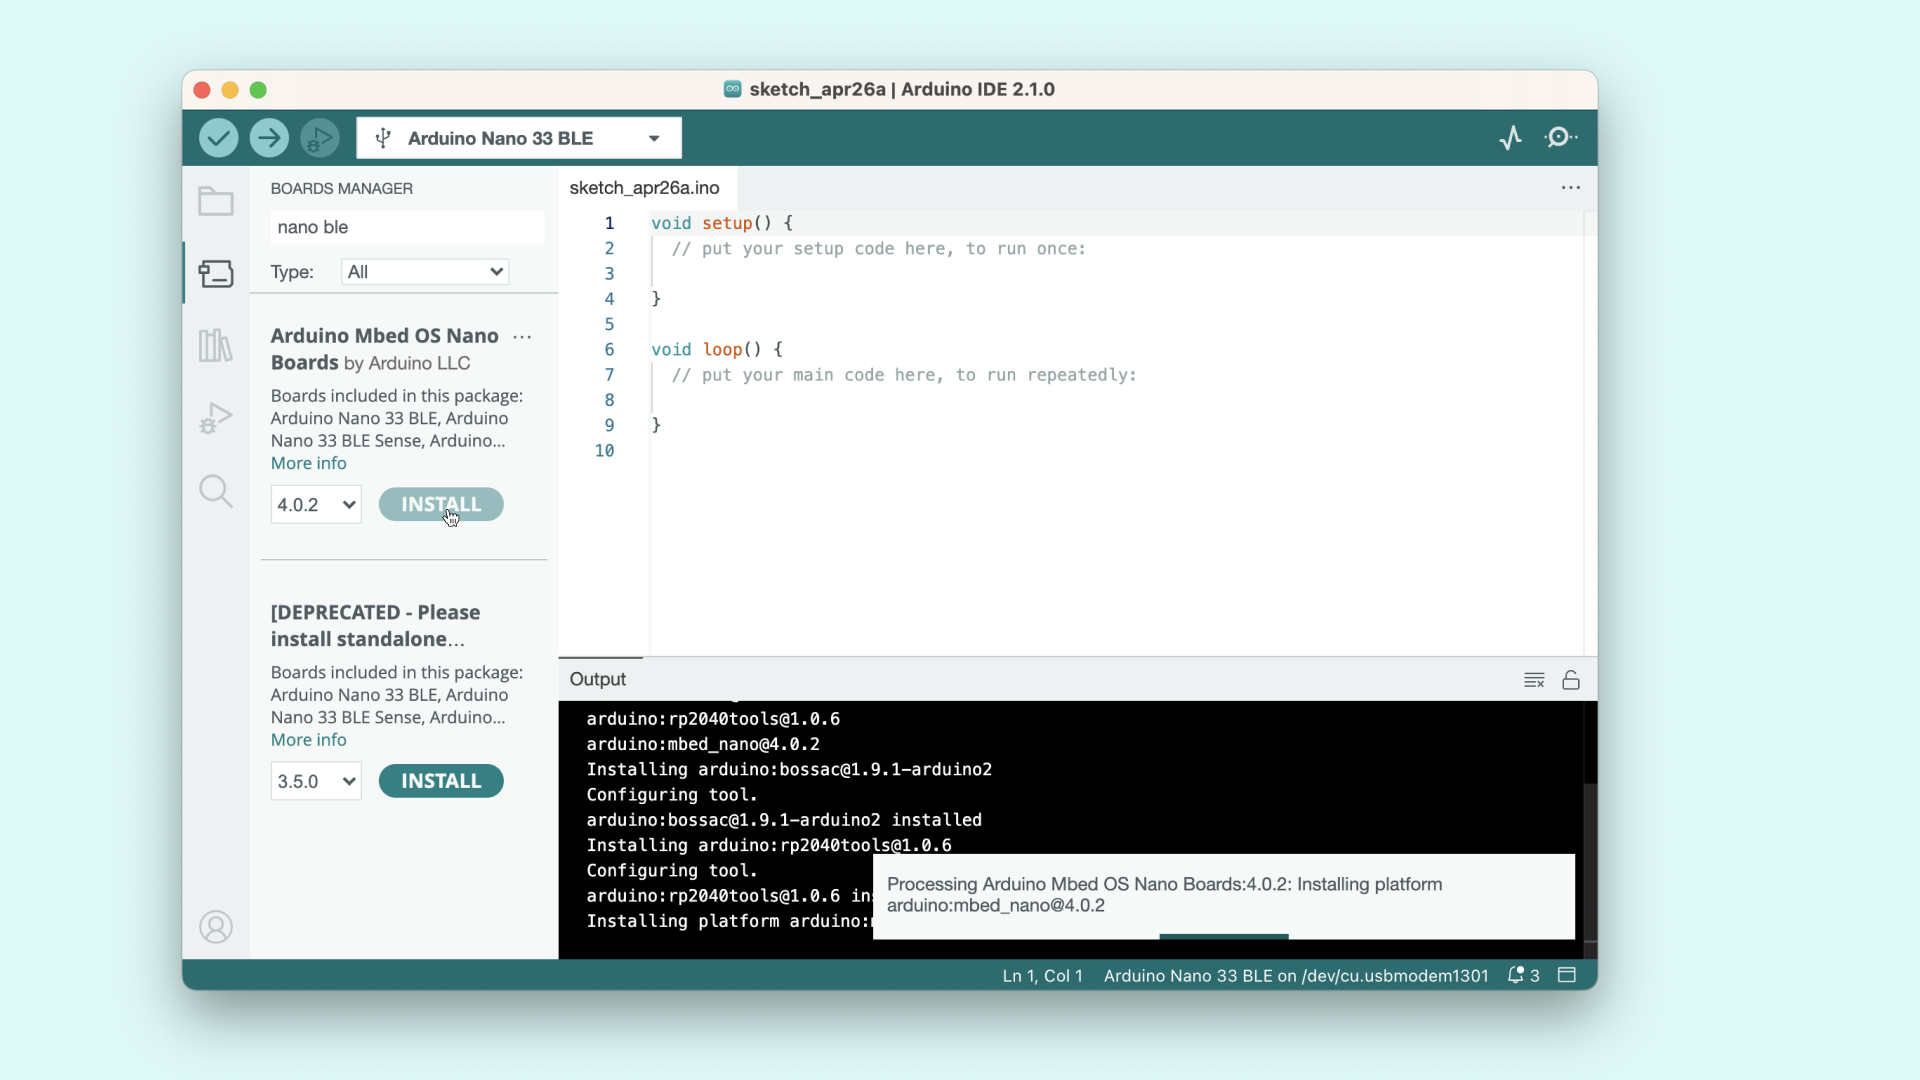 sketch_apr26a | Arduino IDE 2.1.0
Arduino Nano 33 BLE
BOARDS MANAGER
nano ble
Type: All
Arduino Mbed OS Nano ...
Boards by Arduino LLC
Boards included in this package:
Arduino Nano 33 BLE, Arduino
Nano 33 BLE Sense, Arduino...
More info
4.0.2 INSTALL
[DEPRECATED - Please
install standalone...
Boards included in this package:
Arduino Nano 33 BLE, Arduino
Nano 33 BLE Sense, Arduino...
More info
3.5.0 INSTALL
sketch_apr26a.ino ...
1 void setup() {
2 // put your setup code here, to run once:
3
4 }
5
6 void loop() {
7 // put your main code here, to run repeatedly:
8
9 }
10
Output
arduino:rp2040tools@1.0.6
arduino:mbed_nano@4.0.2
Installing arduino:bossac@1.9.1-arduino2
Configuring tool.
arduino:bossac@1.9.1-arduino2 installed
Installing arduino:rp2040tools@1.0.6
Configuring tool.
arduino:rp2040tools@1.0.6 in
Installing platform arduino:
Processing Arduino Mbed OS Nano Boards:4.0.2: Installing platform
arduino:mbed_nano@4.0.2
Ln 1, Col 1 Arduino Nano 33 BLE on /dev/cu.usbmodem1301 3